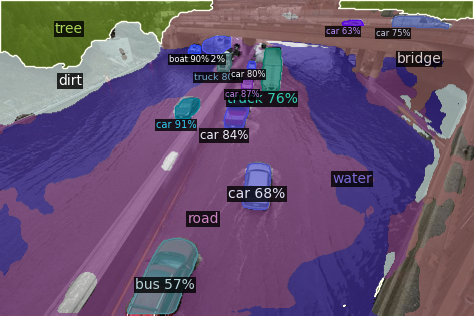 tree
car 63%
car 75%
bridge
boat 90%
2%
dirt
truck 8
car 80%
car 87%
truck 76%
car 91%
car 84%
water
car 68%
road
bus 57%